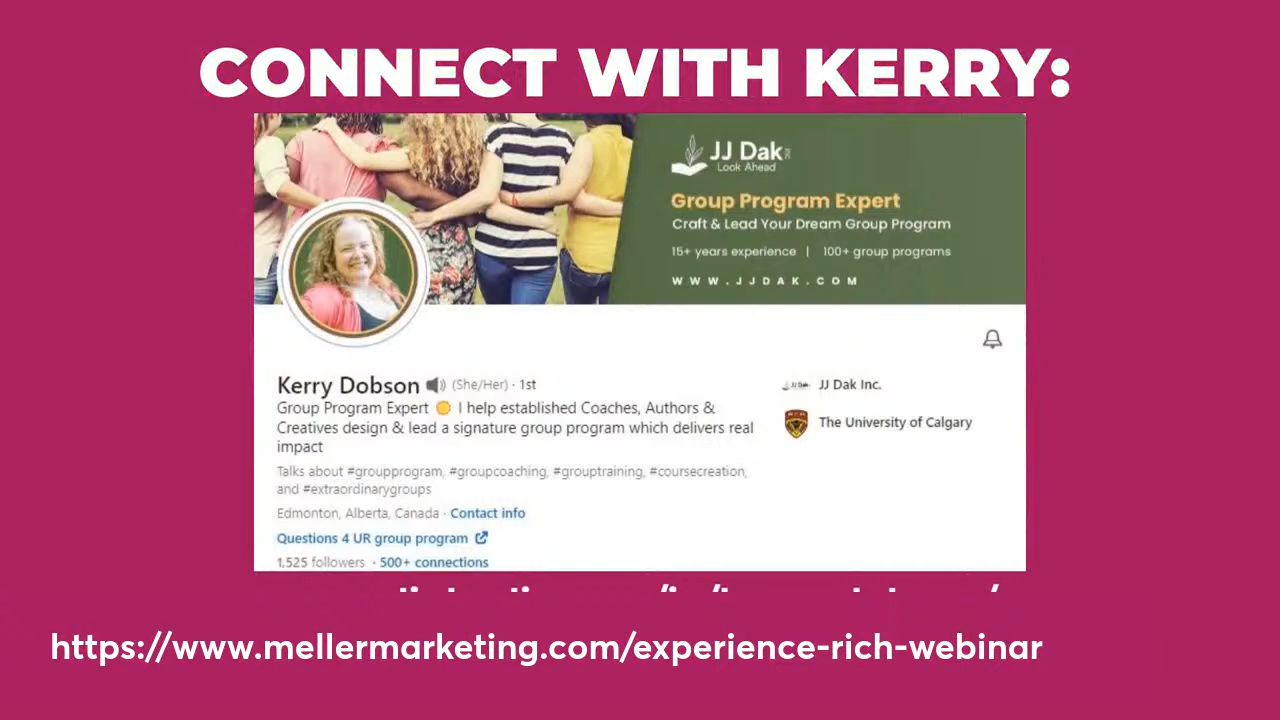 CONNECT WITH KERRY:
JJ Dak
Look Ahead
Group Program Expert
Craft & Lead Your Dream Group Program
15+ years experience | 100+ group programs
WWW.JJDAK.COM
Kerry Dobson (She/Her) · 1st
Group Program Expert I help established Coaches, Authors &
Creatives design & lead a signature group program which delivers real
impact
Talks about #groupprogram, #groupcoaching, #grouptraining, #coursecreation,
and #extraordinarygroups
Edmonton, Alberta, Canada · Contact info
Questions 4 UR group program
1,525 followers · 500+ connections
JJ Dak Inc.
The University of Calgary
https://www.mellermarketing.com/experience-rich-webinar